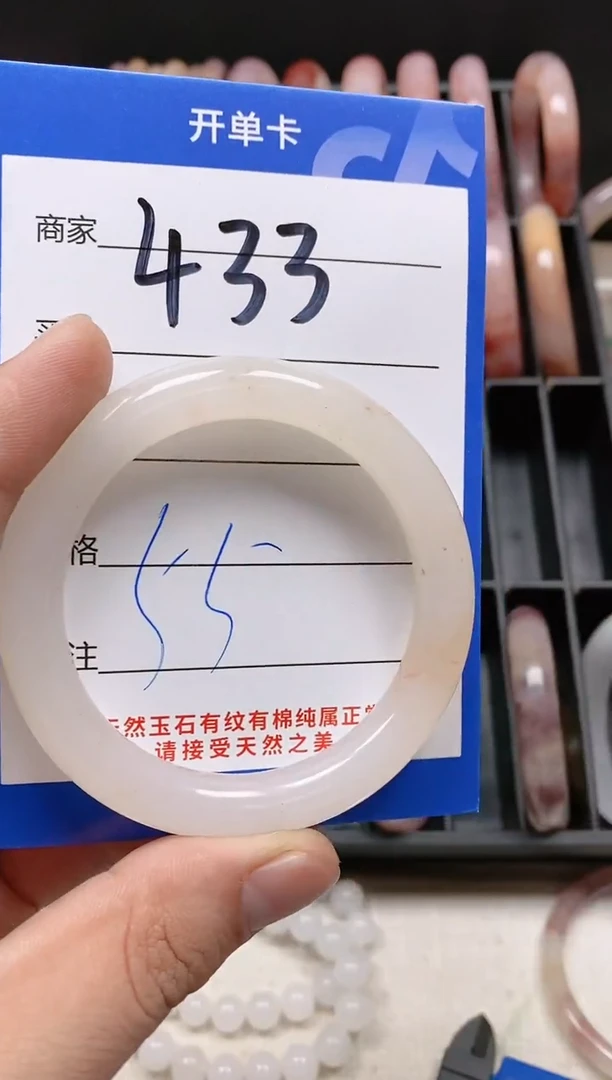 开单卡
商家 433
格 55
注
天然玉石有纹有棉纯属正常
请接受天然之美